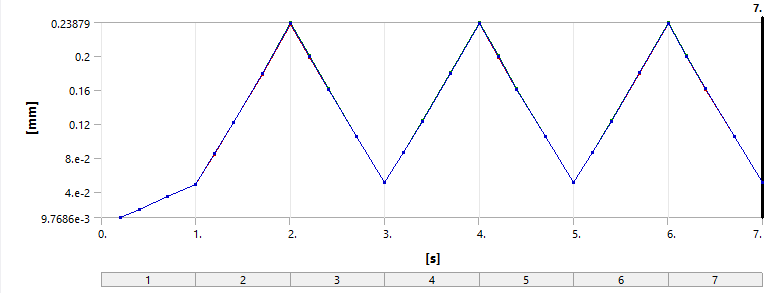 7.
0.23879
0.2
0.16
0.12
8.e-2
4.e-2
9.7686e-3
[mm]
0. 1. 2. 3. 4. 5. 6. 7.
[s]
1 2 3 4 5 6 7